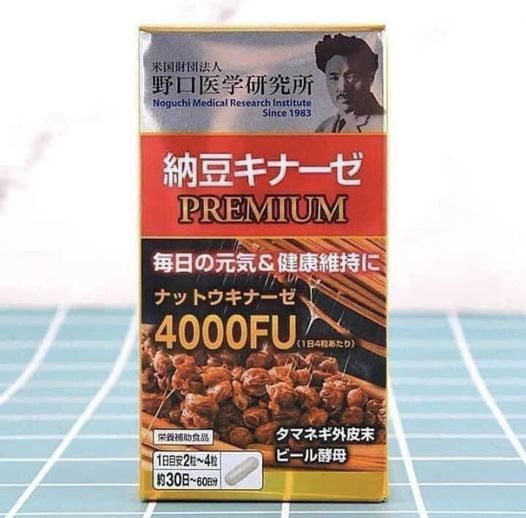 米国財団法人
野口医学研究所
Noguchi Medical Research Institute
Since 1983
納豆キナーゼ
PREMIUM
毎日の元気&健康維持に
ナットウキナーゼ
4000FU(1日4粒あたり)
栄養補助食品
1日目安2粒～4粒
約30日～60日分
タマネギ外皮末
ビール酵母